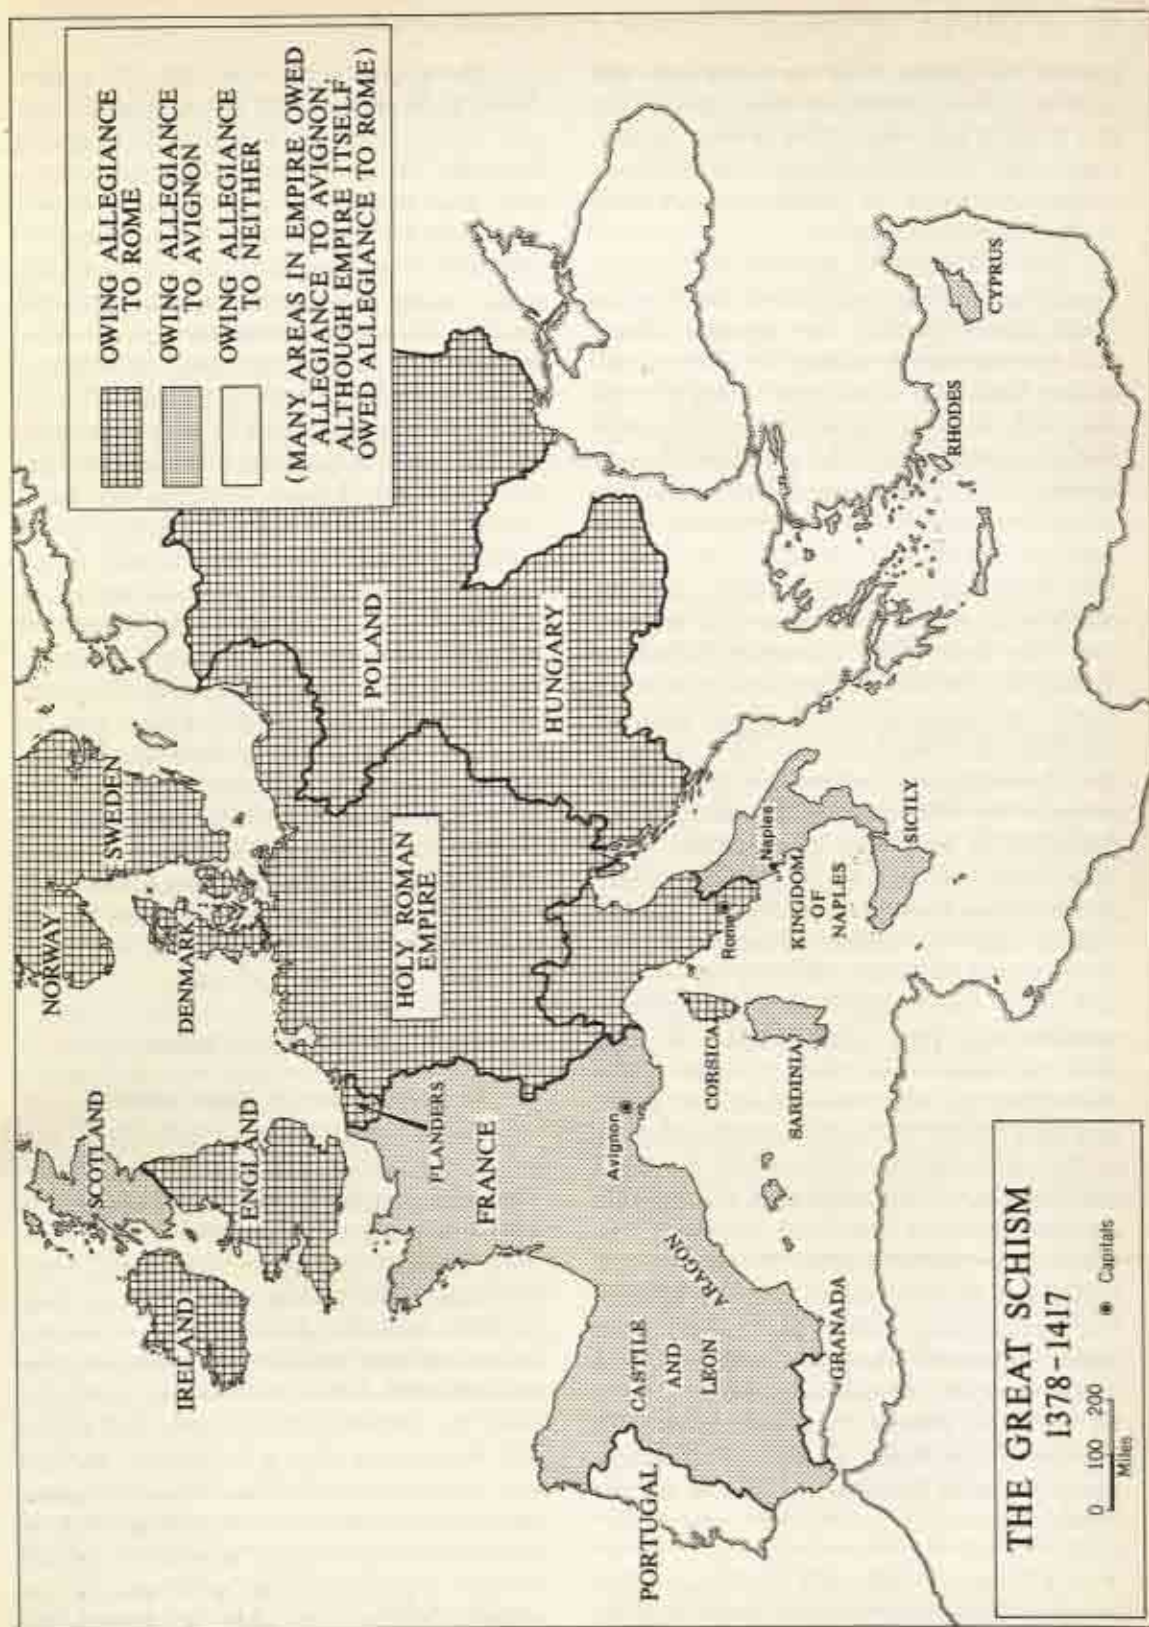 OWING ALLEGIANCE
TO ROME
OWING ALLEGIANCE
TO AVIGNON
OWING ALLEGIANCE
TO NEITHER
(MANY AREAS IN EMPIRE OWED
ALLEGIANCE TO AVIGNON,
ALTHOUGH EMPIRE ITSELF
OWED ALLEGIANCE TO ROME)
NORWAY
SWEDEN
DENMARK
SCOTLAND
IRELAND
ENGLAND
POLAND
HOLY ROMAN
EMPIRE
HUNGARY
FLANDERS
FRANCE
Avignon
CASTILE
AND
LEON
ARAGON
PORTUGAL
GRANADA
CORSICA
SARDINIA
Rome
Naples
KINGDOM
OF
NAPLES
SICILY
RHODES
CYPRUS
THE GREAT SCHISM
1378-1417
0 100 200
Miles
Capitals